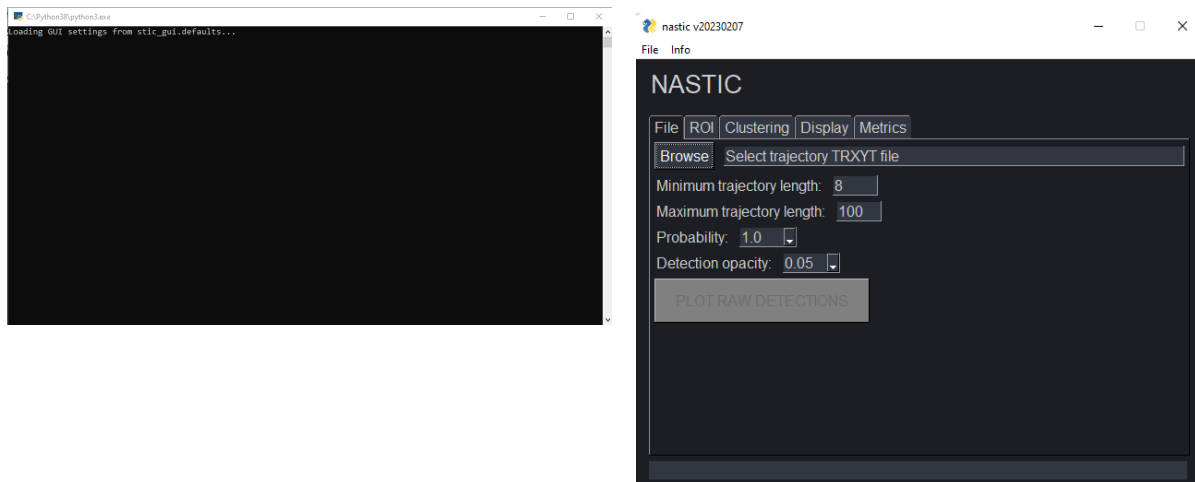 C:\Python38\python3.exe
Loading GUI settings from stic_gui.defaults...
nastic v20230207
File Info
NASTIC
File ROI Clustering Display Metrics
Browse Select trajectory TRXYT file
Minimum trajectory length: 8
Maximum trajectory length: 100
Probability: 1.0
Detection opacity: 0.05
PLOT RAW DETECTIONS